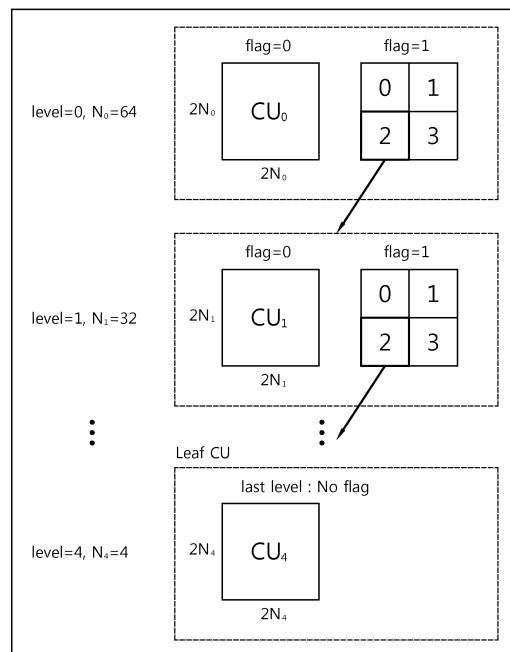 flag=0 flag=1
level=0, N₀=64
2N₀ CU₀ 0 1
2 3
2N₀
flag=0 flag=1
level=1, N₁=32
2N₁ CU₁ 0 1
2 3
2N₁
Leaf CU
last level : No flag
level=4, N₄=4
2N₄ CU₄
2N₄